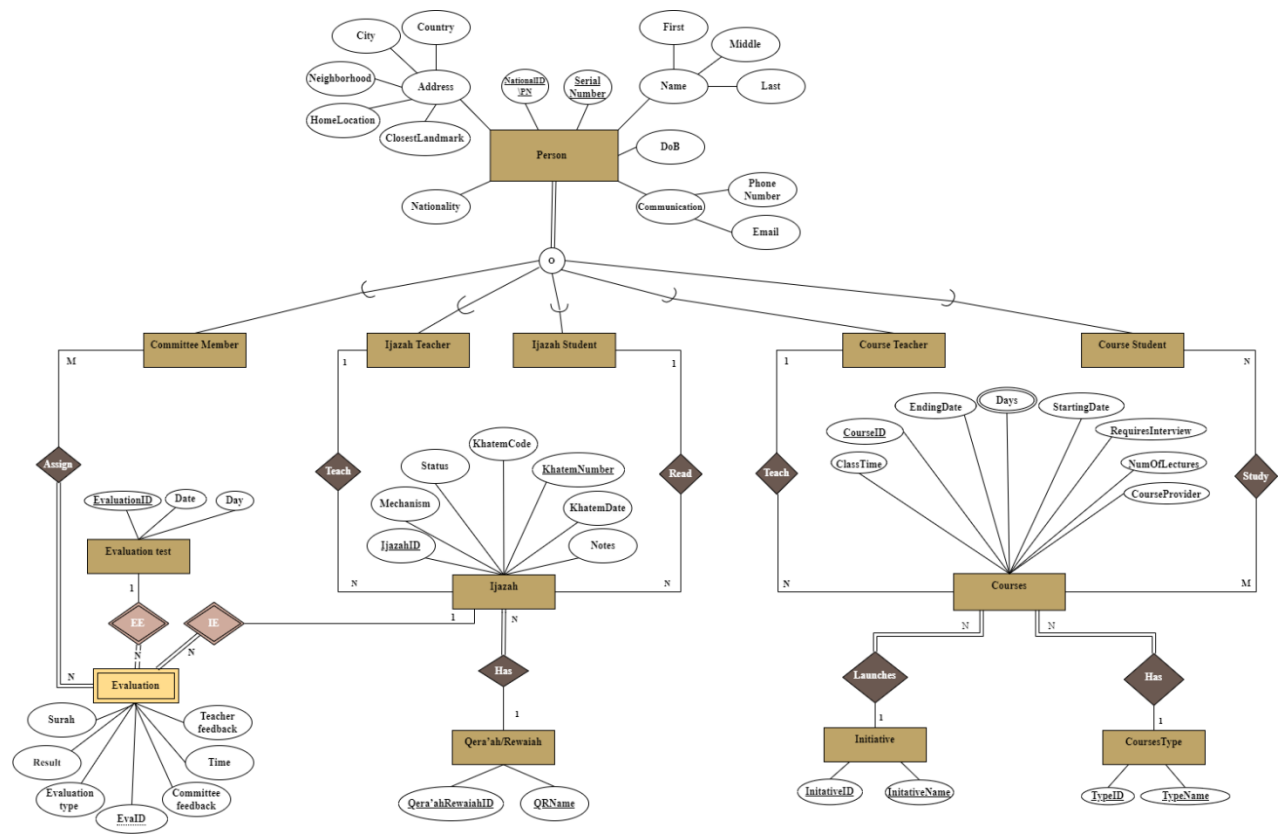 First
Country
City
Middle
Neighborhood
Address
NationalID
\PN
Serial
Number
Name
Last
HomeLocation
ClosestLandmark
Person
DoB
Nationality
Communication
Phone
Number
Email
O
Committee Member
Ijazah Teacher
Ijazah Student
Course Teacher
Course Student
M
1
1
1
N
EndingDate
Days
StartingDate
CourseID
RequiresInterview
KhatemCode
Status
KhatemNumber
ClassTime
NumOfLectures
Assign
Teach
Read
Teach
Study
CourseProvider
EvaluationID
Date
Day
Mechanism
KhatemDate
IjazahID
Notes
Evaluation test
Ijazah
Courses
1
N
N
N
M
EE
IE
1
N
N
N
N
N
Has
Launches
Has
N
Evaluation
1
1
1
Surah
Teacher
feedback
Qera'ah/Rewaiah
Initiative
CoursesType
Result
Time
Evaluation
type
Committee
feedback
EvaID
Qera'ahRewaiahID
QRName
InitativeID
InitativeName
TypeID
TypeName